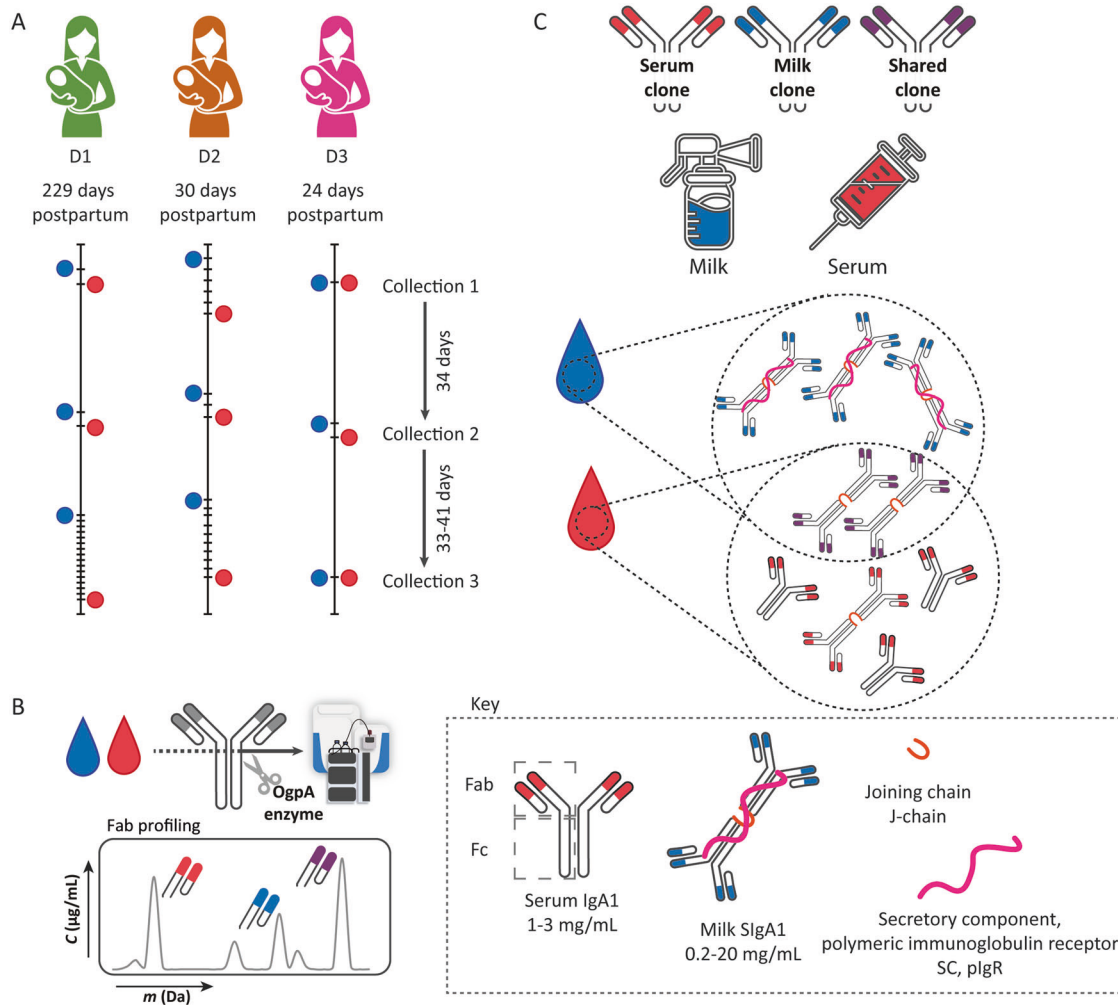 A
D1
D2
D3
229 days
postpartum
30 days
postpartum
24 days
postpartum
Collection 1
34 days
Collection 2
33-41 days
Collection 3
B
OgpA
enzyme
Fab profiling
C (µg/mL)
m (Da)
C
Serum
clone
Milk
clone
Shared
clone
Milk
Serum
Key
Fab
Fc
Serum IgA1
1-3 mg/mL
Milk SIgA1
0.2-20 mg/mL
Joining chain
J-chain
Secretory component,
polymeric immunoglobulin receptor
SC, pIgR